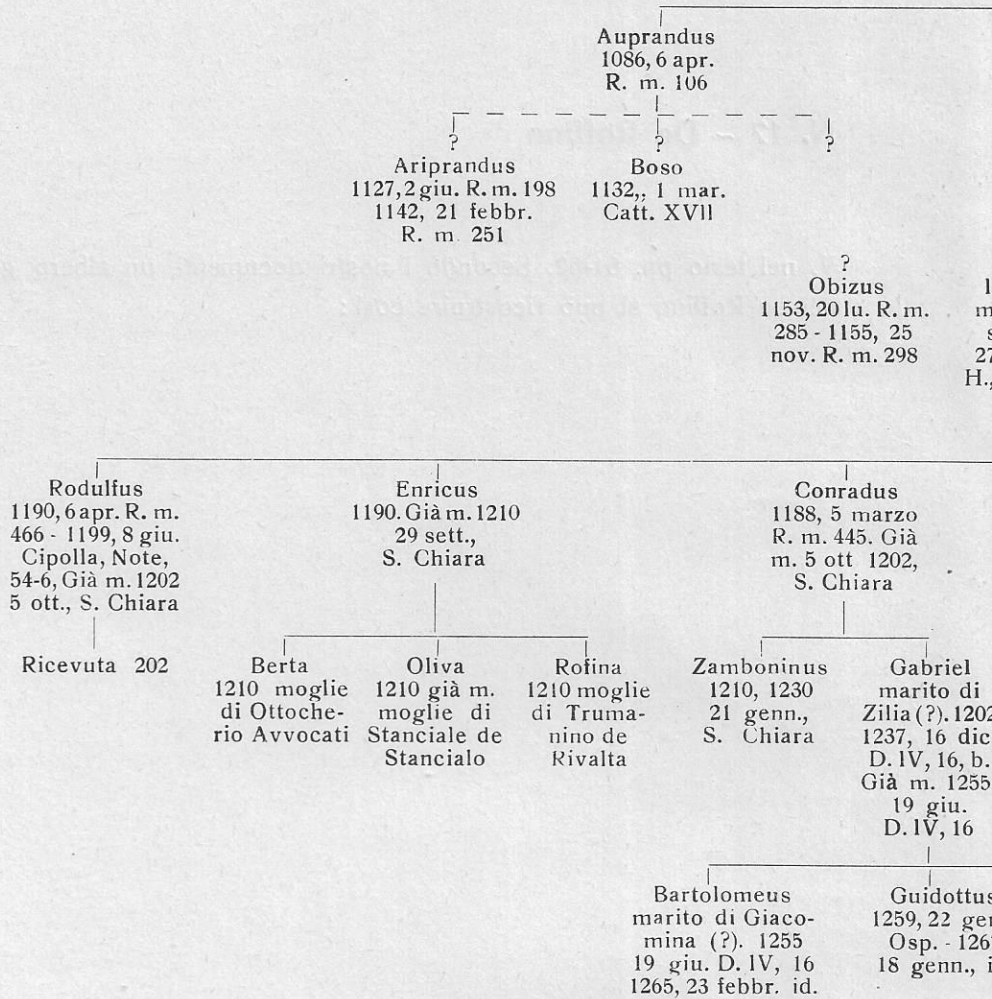 Auprandus
1086, 6 apr.
R. m. 106
?
Ariprandus
1127, 2 giu. R. m. 198
1142, 21 febbr.
R. m. 251
?
Boso
1132,, 1 mar.
Catt. XVII
?
?
Obizus
1153, 20 lu. R. m.
285 - 1155, 25
nov. R. m. 298
1
m
s
27
H.,
Rodulfus
1190, 6 apr. R. m.
466 - 1199, 8 giu.
Cipolla, Note,
54-6, Già m. 1202
5 ott., S. Chiara
Enricus
1190. Già m. 1210
29 sett.,
S. Chiara
Conradus
1188, 5 marzo
R. m. 445. Già
m. 5 ott 1202,
S. Chiara
Ricevuta 202
Berta
1210 moglie
di Ottoche-
rio Avvocati
Oliva
1210 già m.
moglie di
Stanciale de
Stancialo
Rofina
1210 moglie
di Truma-
nino de
Rivalta
Zamboninus
1210, 1230
21 genn.,
S. Chiara
Gabriel
marito di
Zilia (?). 1202
1237, 16 dic
D. IV, 16, b.
Già m. 1255
19 giu.
D. IV, 16
Bartolomeus
marito di Giaco-
mina (?). 1255
19 giu. D. IV, 16
1265, 23 febbr. id.
Guidottus
1259, 22 gen
Osp. - 126
18 genn., i